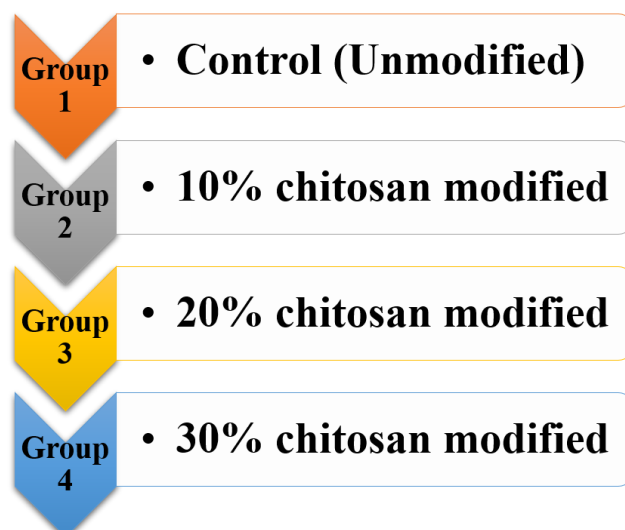 Group
1
• Control (Unmodified)
Group
2
• 10% chitosan modified
Group
3
• 20% chitosan modified
Group
4
• 30% chitosan modified